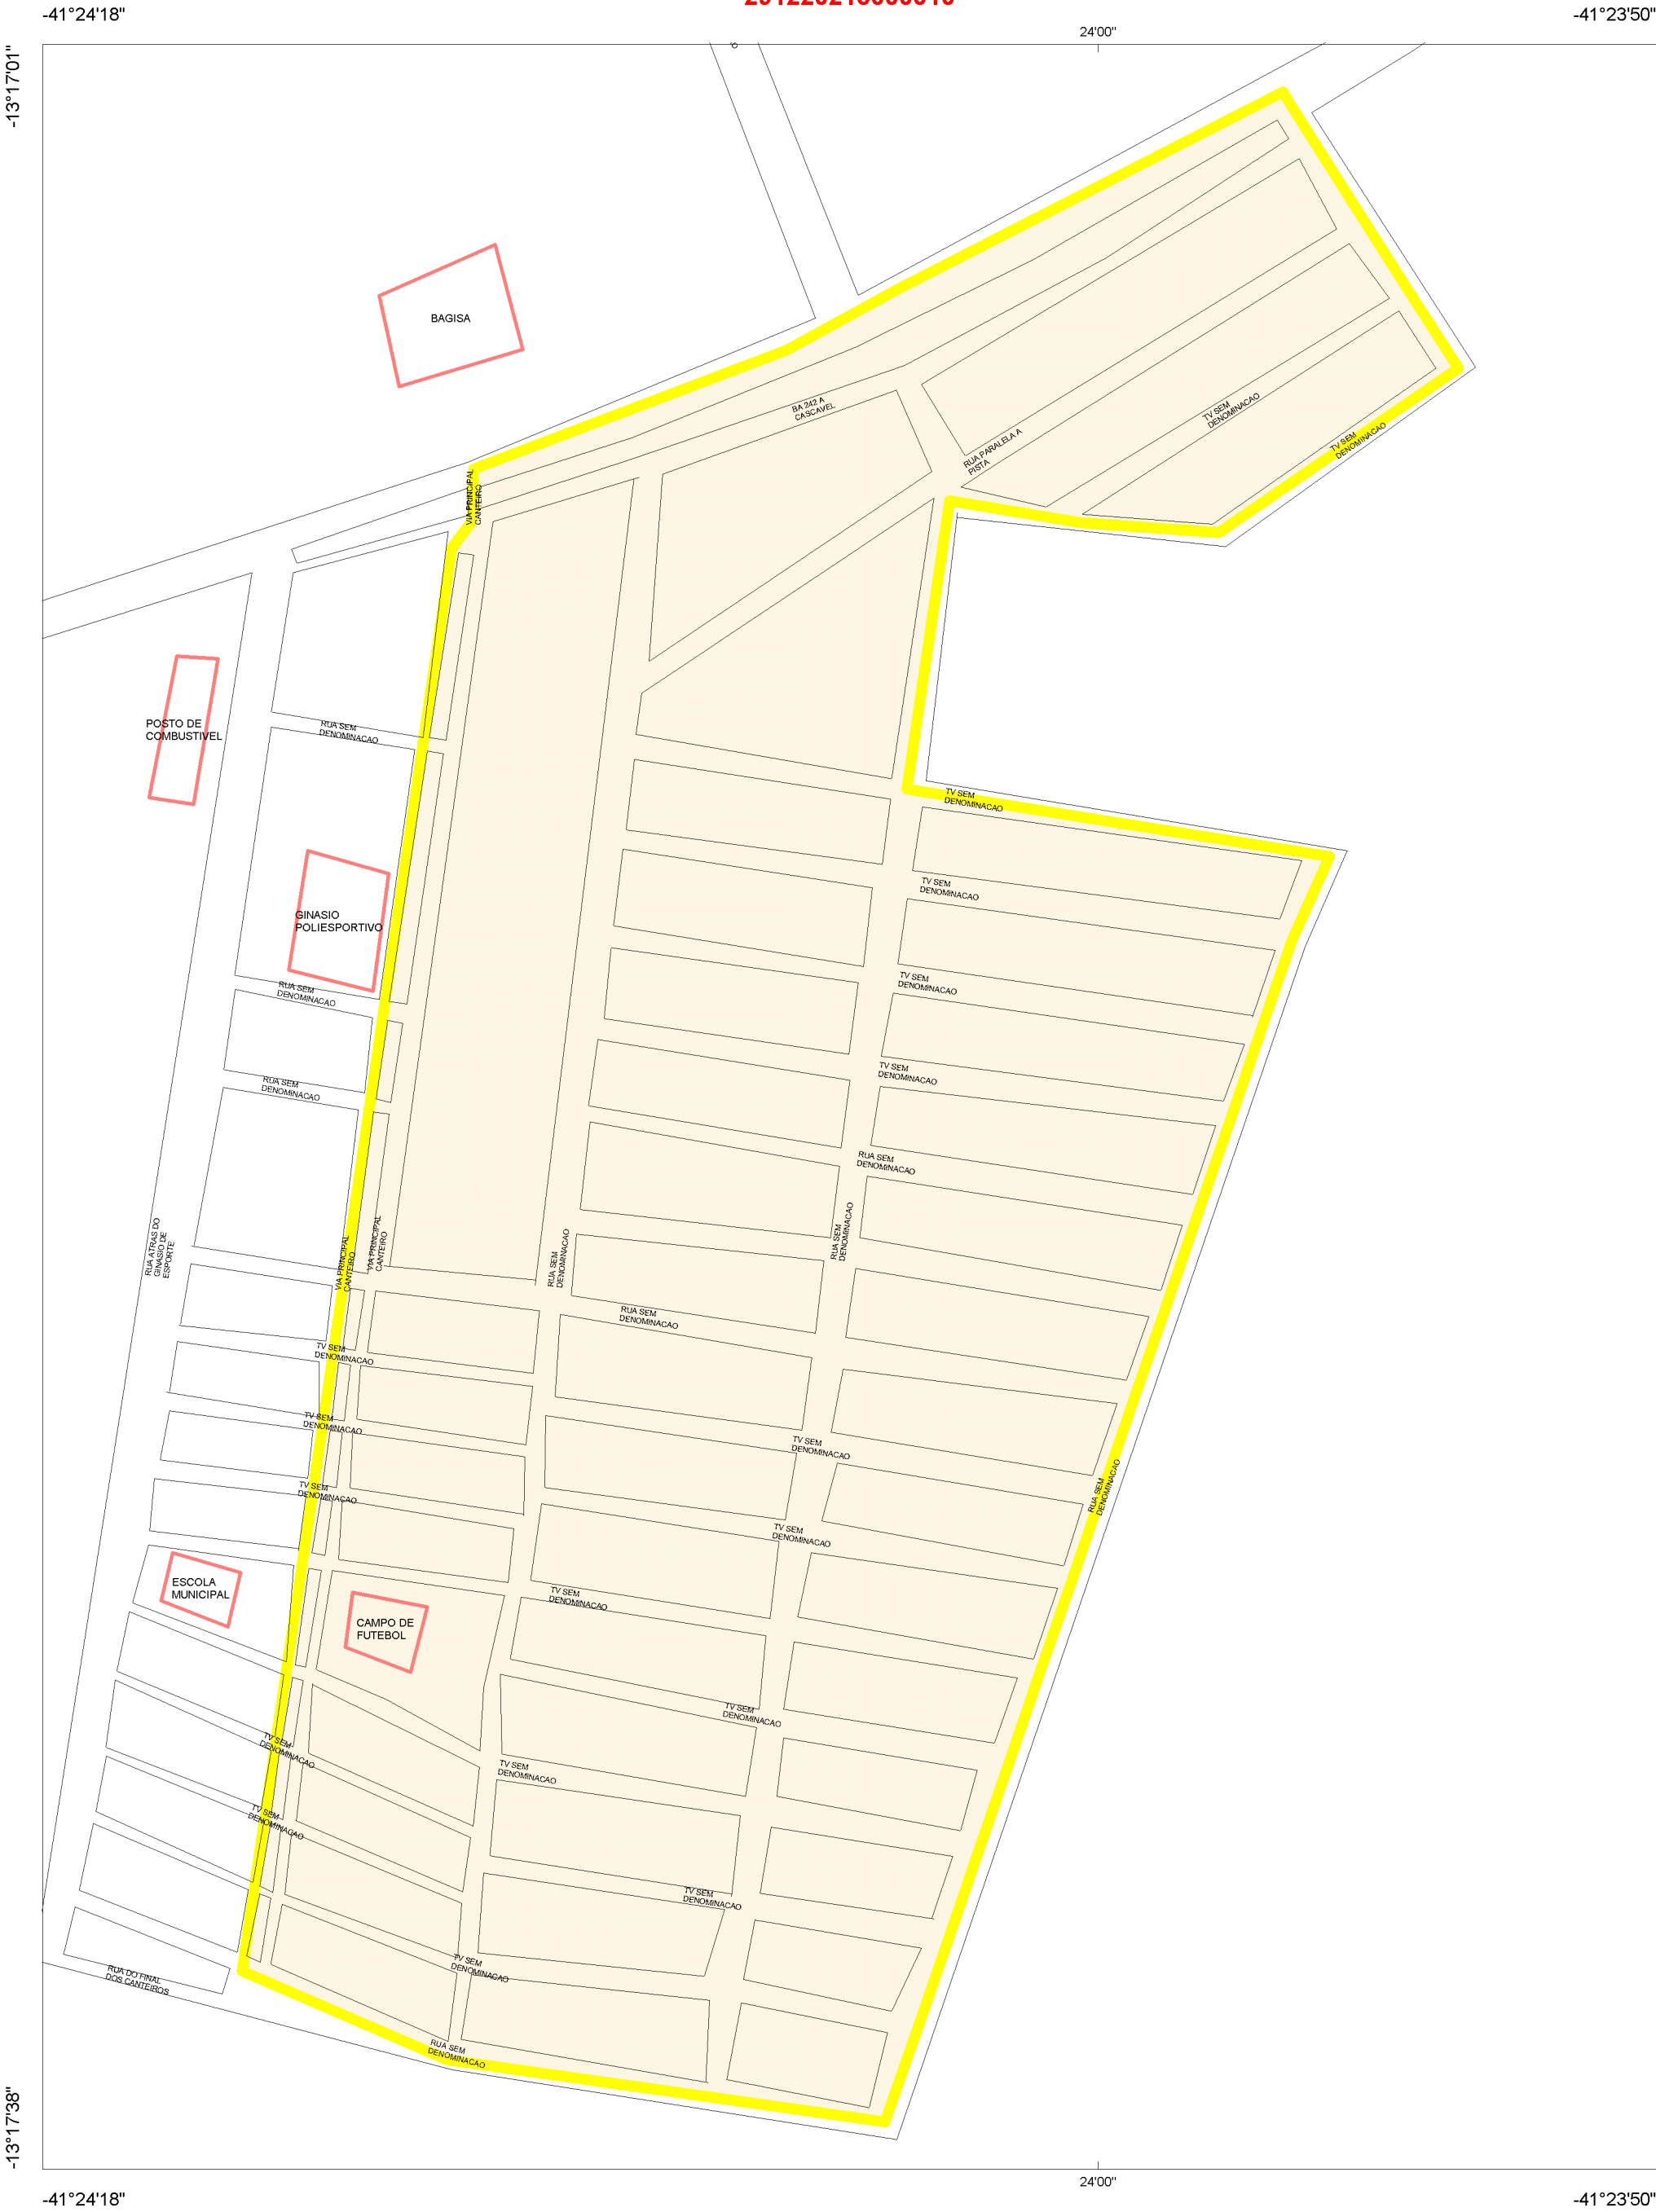 -41°24'18"
-41°23'50"
24'00"
-13°17'01"
BAGISA
BA 242 A
CASCAVEL
RUA PARALELA A
PISTA
TV SEM
DENOMINACAO
TV SEM
DENOMINACAO
VIA PRINCIPAL
CANTEIRO
POSTO DE
COMBUSTIVEL
RUA SEM
DENOMINACAO
TV SEM
DENOMINACAO
GINASIO
POLIESPORTIVO
TV SEM
DENOMINACAO
RUA SEM
DENOMINACAO
TV SEM
DENOMINACAO
RUA SEM
DENOMINACAO
TV SEM
DENOMINACAO
RUA SEM
DENOMINACAO
RUA ATRAS DO
GINASIO DE
ESPORTE
VIA PRINCIPAL
CANTEIRO
VIA PRINCIPAL
CANTEIRO
RUA SEM
DENOMINACAO
RUA SEM
DENOMINACAO
RUA SEM
DENOMINACAO
TV SEM
DENOMINACAO
TV SEM
DENOMINACAO
TV SEM
DENOMINACAO
TV SEM
DENOMINACAO
RUA SEM
DENOMINACAO
TV SEM
DENOMINACAO
ESCOLA
MUNICIPAL
CAMPO DE
FUTEBOL
TV SEM
DENOMINACAO
TV SEM
DENOMINACAO
TV SEM
DENOMINACAO
TV SEM
DENOMINACAO
TV SEM
DENOMINACAO
TV SEM
DENOMINACAO
TV SEM
DENOMINACAO
RUA DO FINAL
DOS CANTEIROS
RUA SEM
DENOMINACAO
-13°17'38"
24'00"
-41°24'18"
-41°23'50"